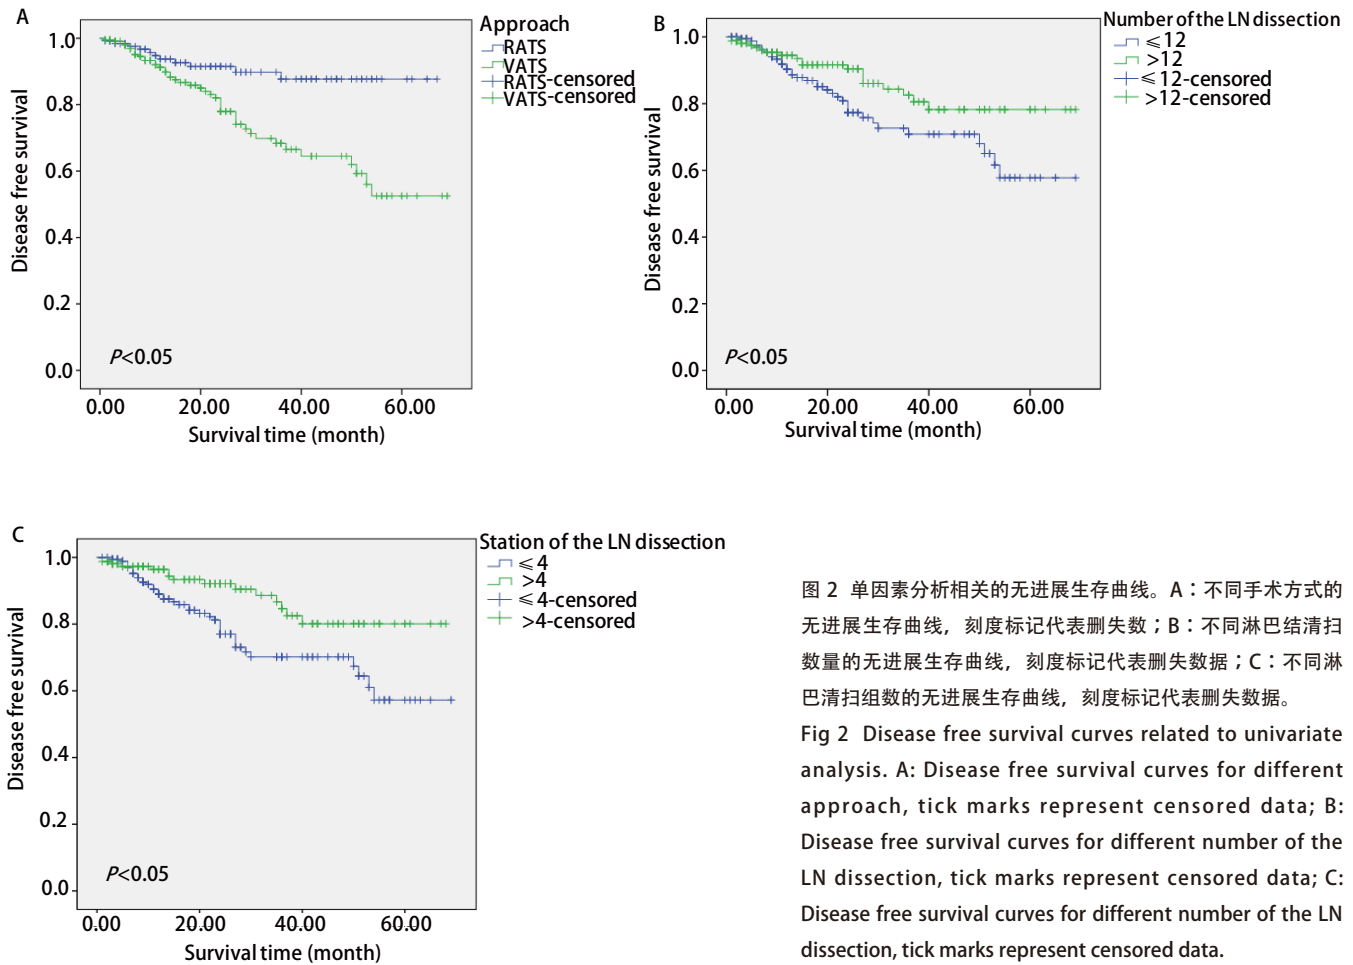 A
Approach
RATS
VATS
RATS-censored
VATS-censored
1.0
0.8
0.6
0.4
0.2
0.0
Disease free survival
P<0.05
0.00 20.00 40.00 60.00
Survival time (month)
B
Number of the LN dissection
≤12
>12
≤12-censored
>12-censored
1.0
0.8
0.6
0.4
0.2
0.0
Disease free survival
P<0.05
0.00 20.00 40.00 60.00
Survival time (month)
C
Station of the LN dissection
≤4
>4
≤4-censored
>4-censored
1.0
0.8
0.6
0.4
0.2
0.0
Disease free survival
P<0.05
0.00 20.00 40.00 60.00
Survival time (month)
图 2 单因素分析相关的无进展生存曲线。A：不同手术方式的
无进展生存曲线，刻度标记代表删失数；B：不同淋巴结清扫
数量的无进展生存曲线，刻度标记代表删失数据；C：不同淋
巴清扫组数的无进展生存曲线，刻度标记代表删失数据。
Fig 2 Disease free survival curves related to univariate
analysis. A: Disease free survival curves for different
approach, tick marks represent censored data; B:
Disease free survival curves for different number of the
LN dissection, tick marks represent censored data; C:
Disease free survival curves for different number of the LN
dissection, tick marks represent censored data.